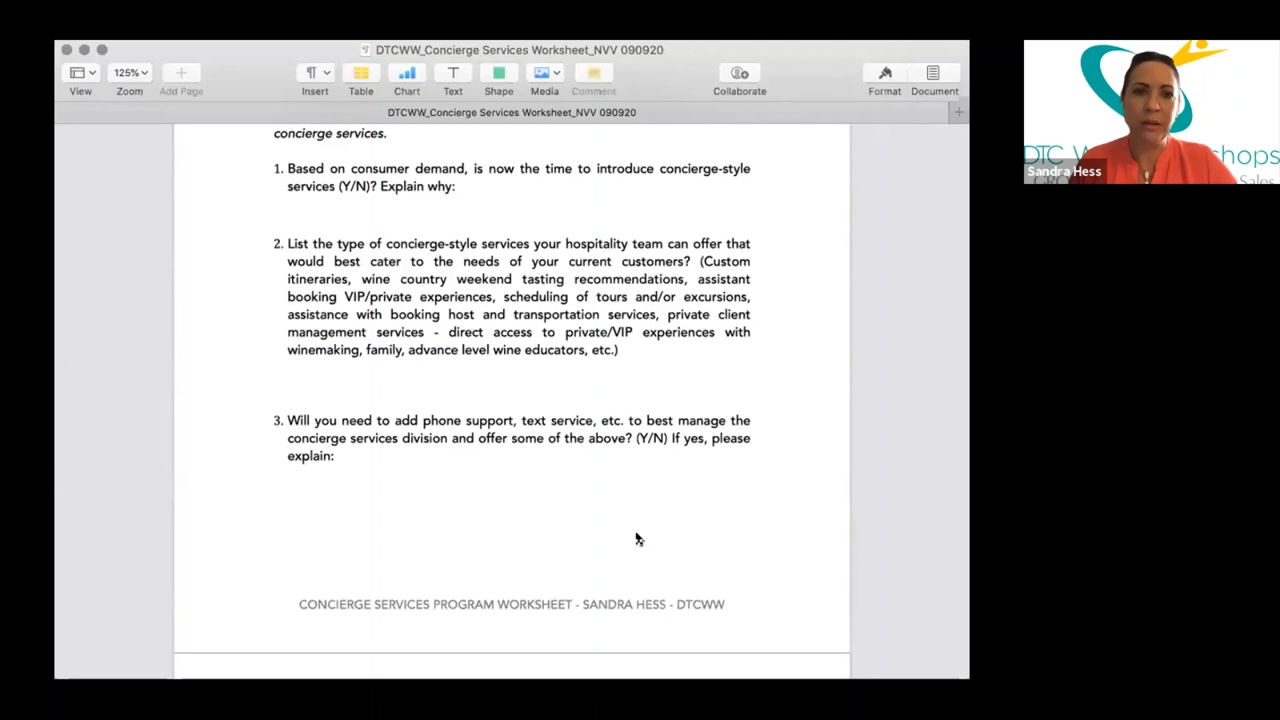 DTCWW_Concierge Services Worksheet_NVV 090920
125%
View
Zoom
Add Page
Insert
Table
Chart
Text
Shape
Media
Comment
Collaborate
Format
Document
DTCWW_Concierge Services Worksheet_NVV 090920
concierge services.
1. Based on consumer demand, is now the time to introduce concierge-style
services (Y/N)? Explain why:
2. List the type of concierge-style services your hospitality team can offer that
would best cater to the needs of your current customers? (Custom
itineraries, wine country weekend tasting recommendations, assistant
booking VIP/private experiences, scheduling of tours and/or excursions,
assistance with booking host and transportation services, private client
management services - direct access to private/VIP experiences with
winemaking, family, advance level wine educators, etc.)
3. Will you need to add phone support, text service, etc. to best manage the
concierge services division and offer some of the above? (Y/N) If yes, please
explain:
CONCIERGE SERVICES PROGRAM WORKSHEET - SANDRA HESS - DTCWW
DTC
Sandra Hess
Sales